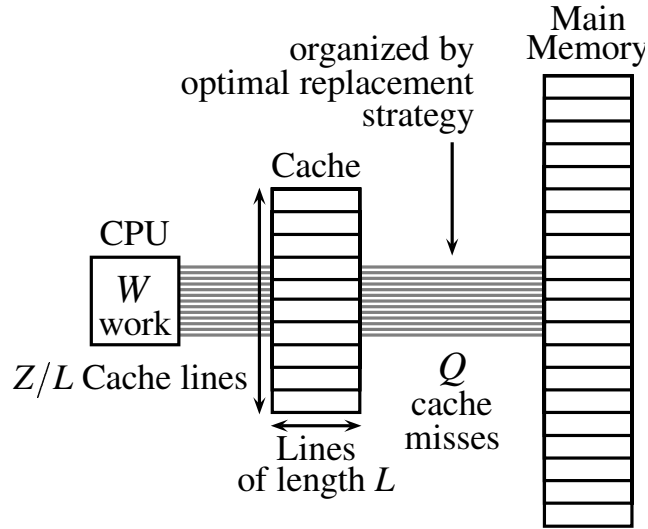 organized by
optimal replacement
strategy
Main
Memory
Cache
CPU
W
work
Z/L Cache lines
Q
cache
misses
Lines
of length L